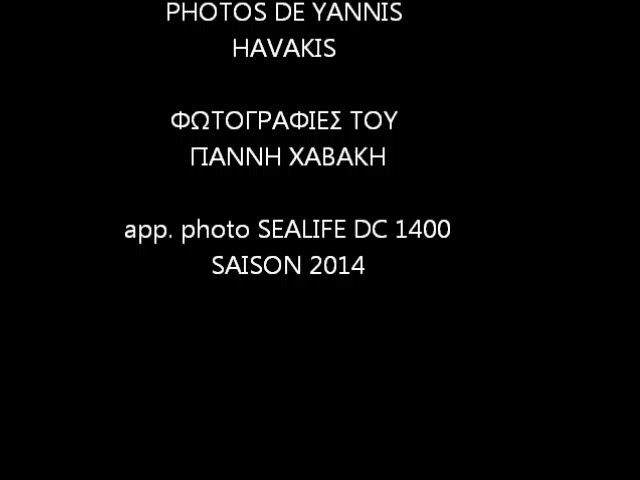 PHOTOS DE YANNIS
HAVAKIS
ΦΩΤΟΓΡΑΦΙΕΣ ΤΟΥ
ΓΙΑΝΝΗ ΧΑΒΑΚΗ
app. photo SEALIFE DC 1400
SAISON 2014